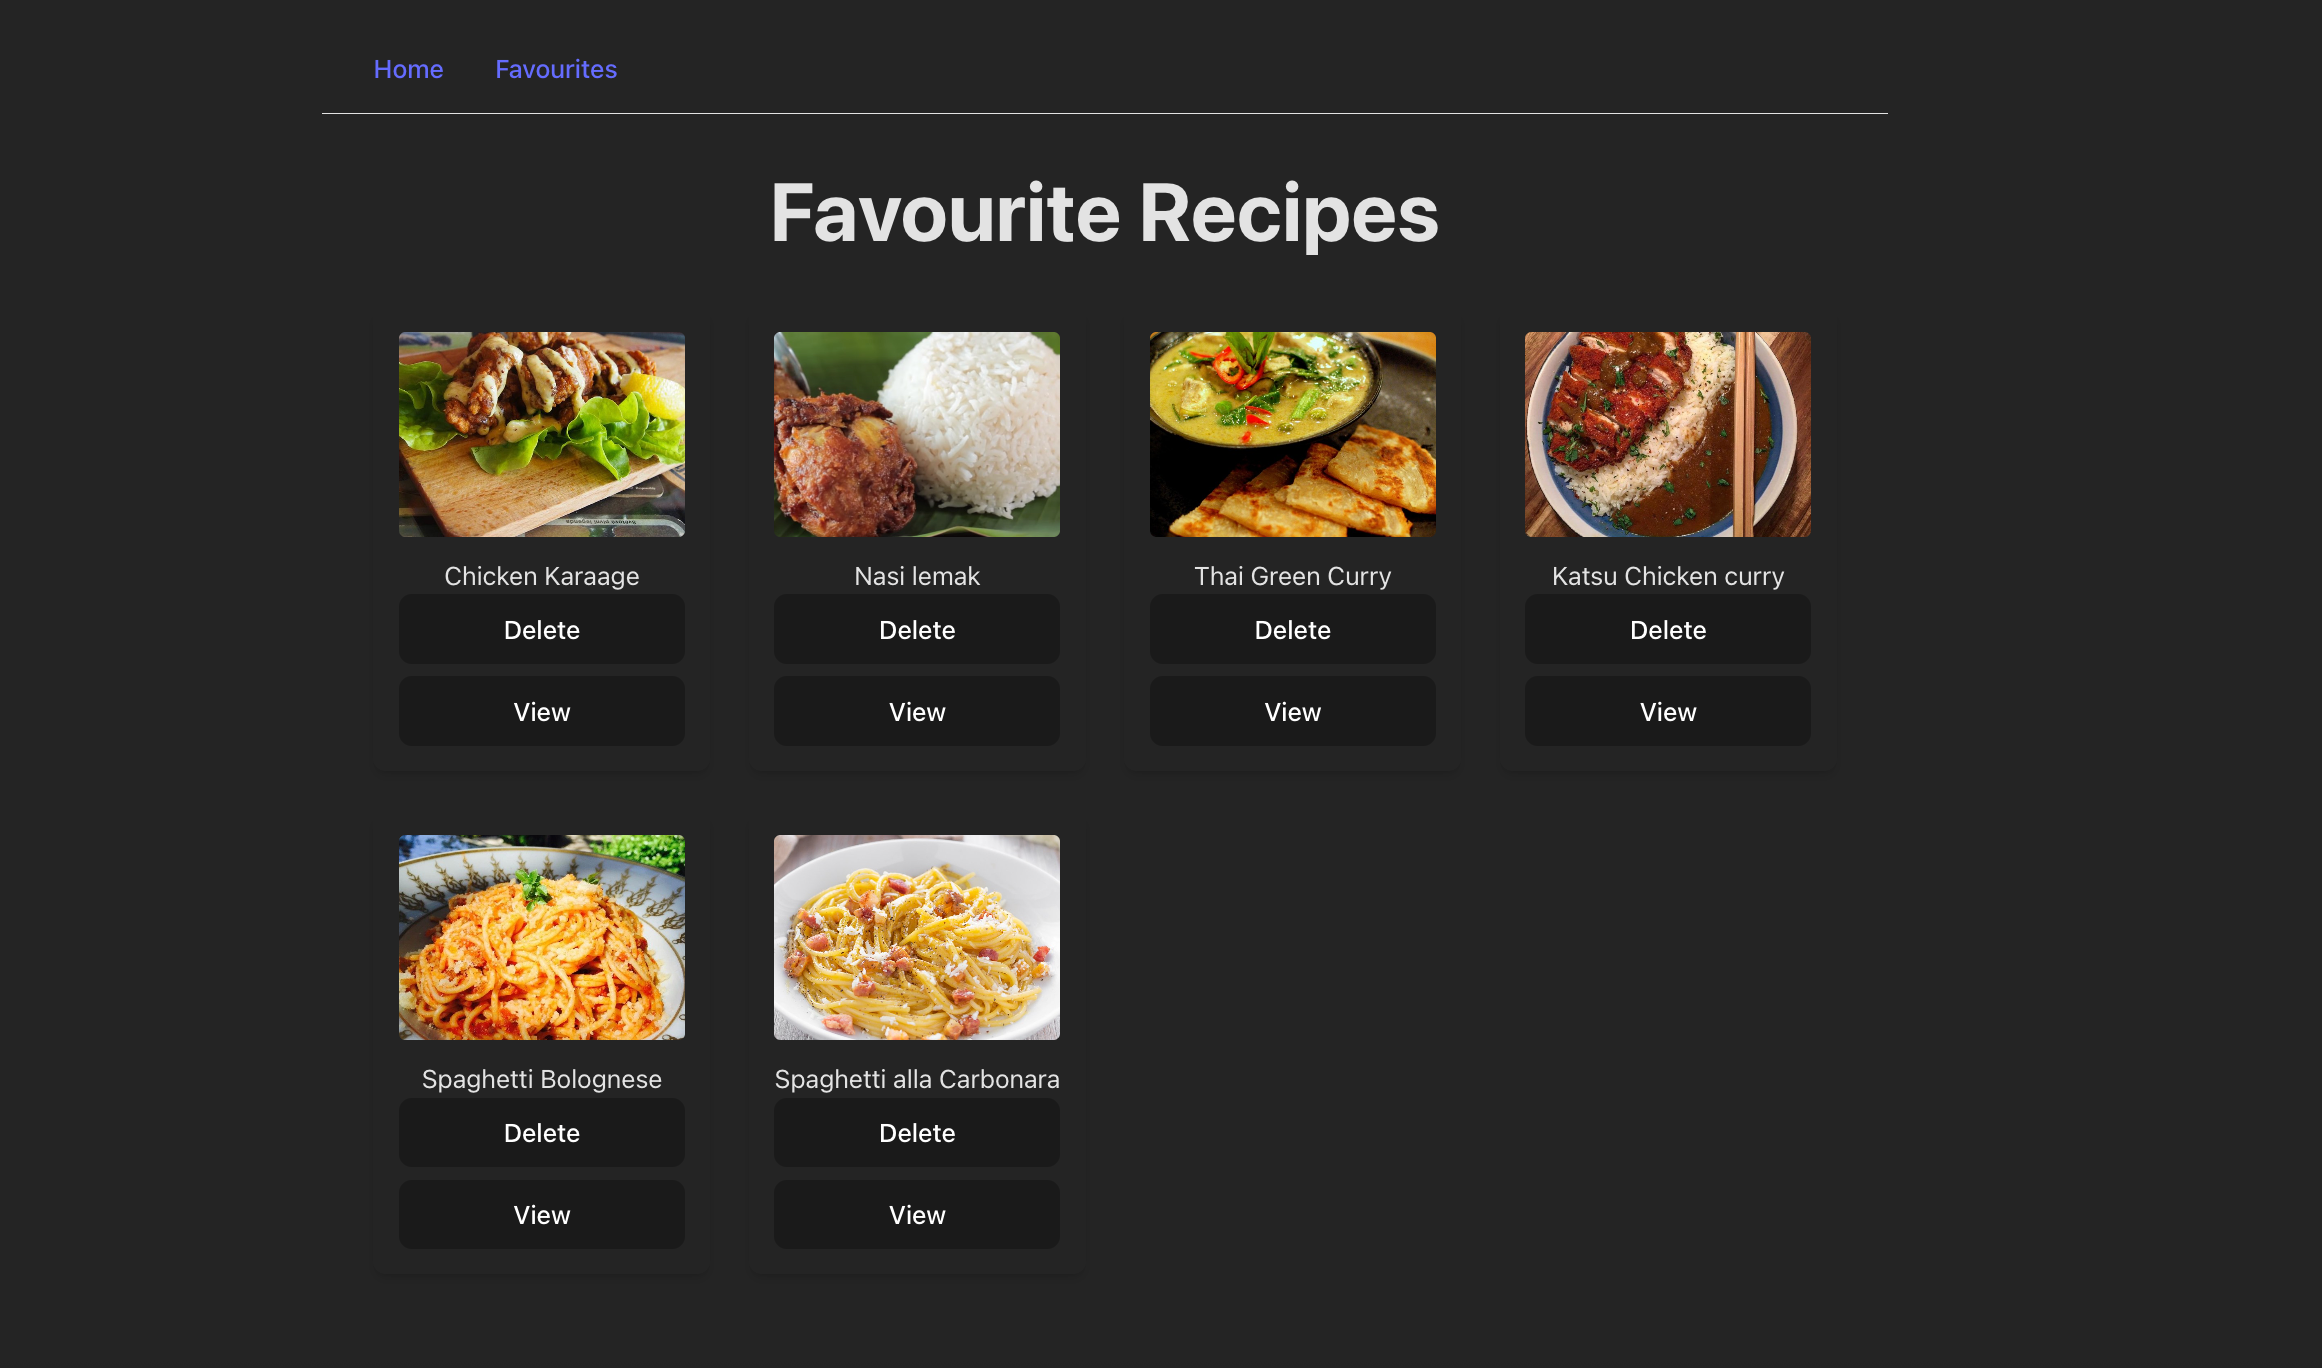 Home Favourites
Favourite Recipes
Chicken Karaage
Delete
View
Nasi lemak
Delete
View
Thai Green Curry
Delete
View
Katsu Chicken curry
Delete
View
Spaghetti Bolognese
Delete
View
Spaghetti alla Carbonara
Delete
View